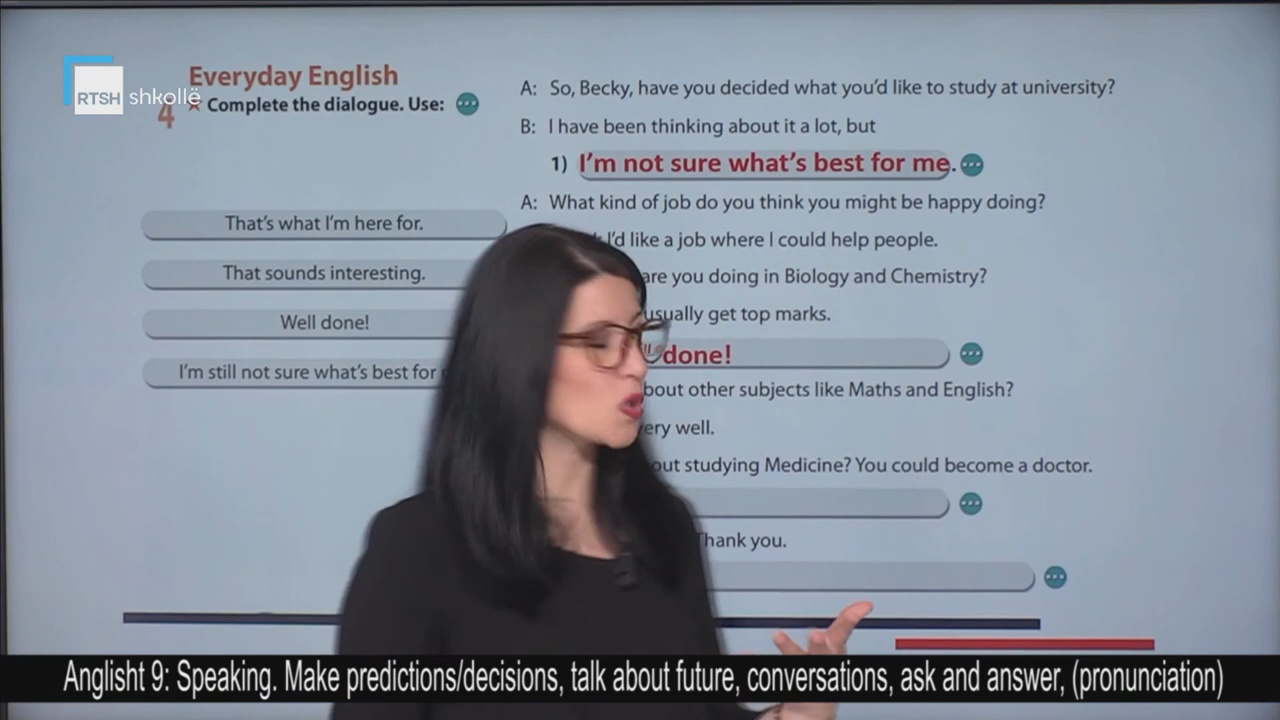 RTSH shkollë
Everyday English
4 * Complete the dialogue. Use:
That's what I'm here for.
That sounds interesting.
Well done!
I'm still not sure what's best for
A: So, Becky, have you decided what you'd like to study at university?
B: I have been thinking about it a lot, but
1) I'm not sure what's best for me.
A: What kind of job do you think you might be happy doing?
I'd like a job where I could help people.
are you doing in Biology and Chemistry?
usually get top marks.
done!
about other subjects like Maths and English?
very well.
about studying Medicine? You could become a doctor.
Thank you.
Anglisht 9: Speaking. Make predictions/decisions, talk about future, conversations, ask and answer, (pronunciation)